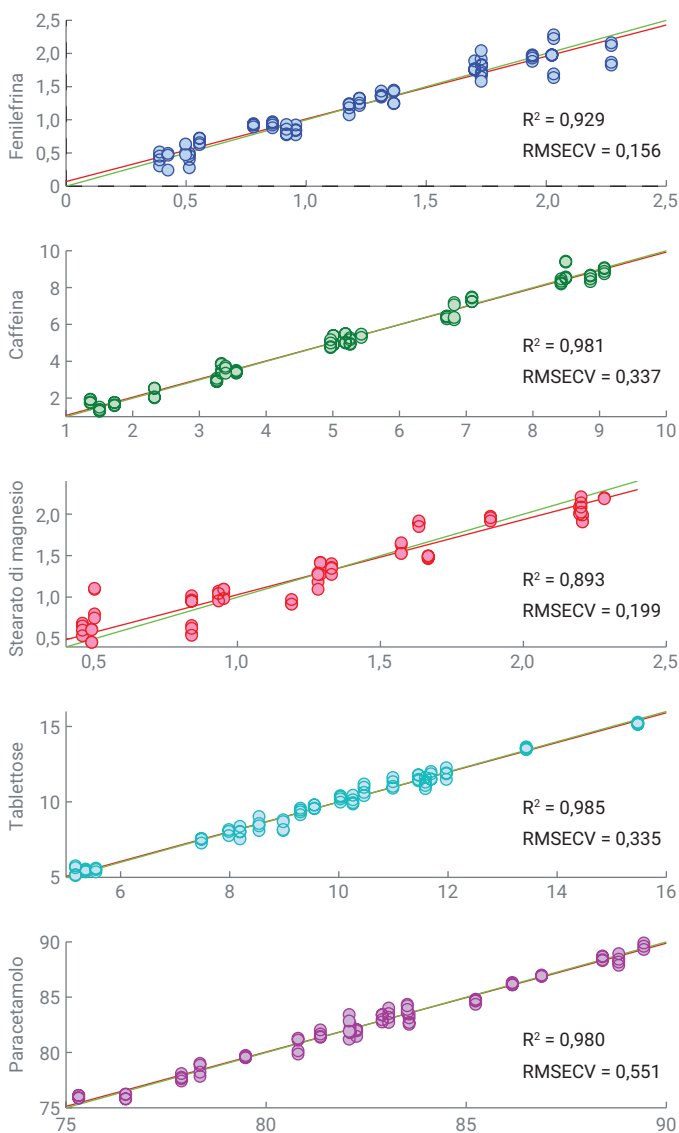 Fenilefrina
2,5
2,0
1,5
1,0
0,5
0
R² = 0,929
RMSECV = 0,156
0 0,5 1,0 1,5 2,0 2,5
Caffeina
10
8
6
4
2
R² = 0,981
RMSECV = 0,337
1 2 3 4 5 6 7 8 9 10
Stearato di magnesio
2,0
1,5
1,0
0,5
R² = 0,893
RMSECV = 0,199
0,5 1,0 1,5 2,0 2,5
Tablettose
15
10
5
R² = 0,985
RMSECV = 0,335
6 8 10 12 14 16
Paracetamolo
90
85
80
75
R² = 0,980
RMSECV = 0,551
75 80 85 90